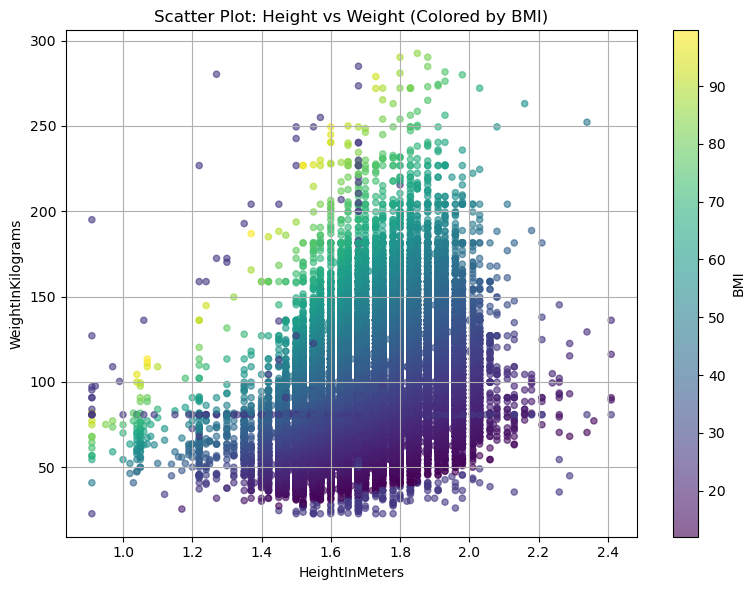 Scatter Plot: Height vs Weight (Colored by BMI)
300
250
200
150
100
50
WeightInKilograms
1.0 1.2 1.4 1.6 1.8 2.0 2.2 2.4
HeightInMeters
90
80
70
60
50
40
30
20
BMI